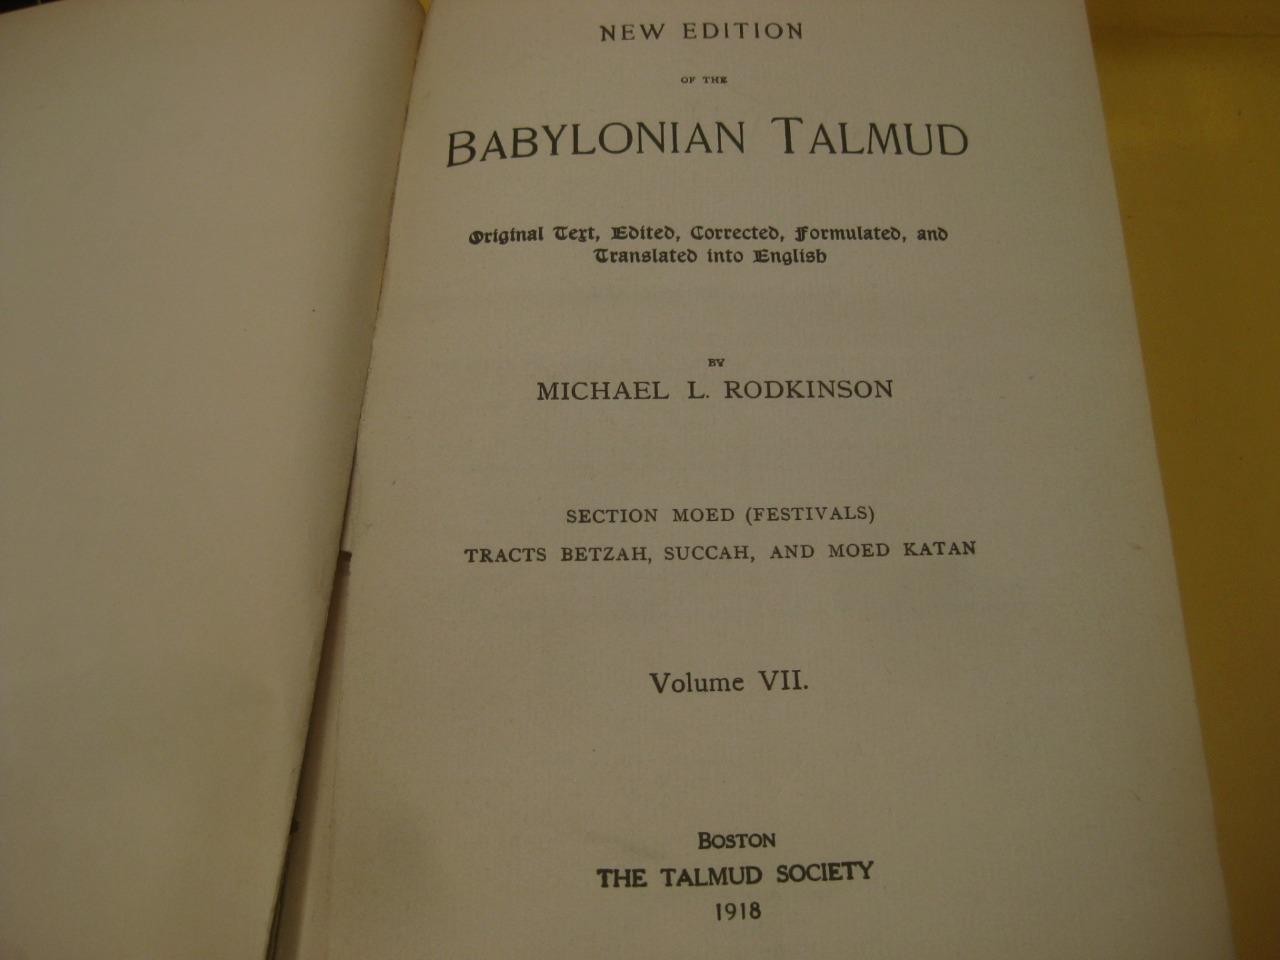 NEW EDITION
OF THE
BABYLONIAN TALMUD
Original Text, Edited, Corrected, Formulated, and
Translated into English
BY
MICHAEL L. RODKINSON
SECTION MOED (FESTIVALS)
TRACTS BETZAH, SUCCAH, AND MOED KATAN
Volume VII.
BOSTON
THE TALMUD SOCIETY
1918